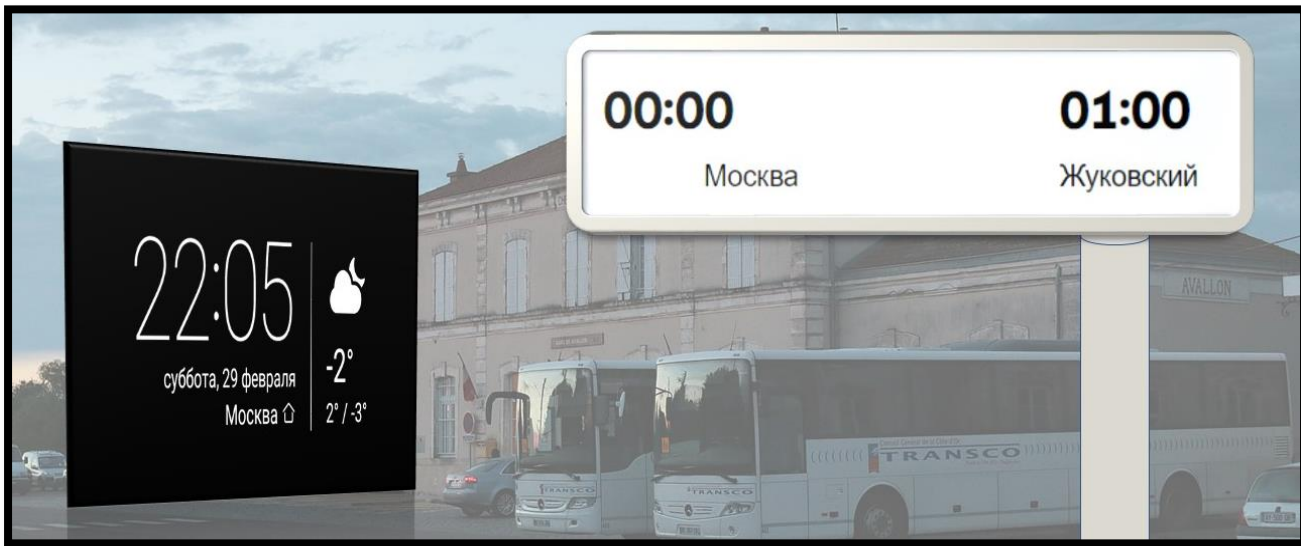 22:05
суббота, 29 февраля
Москва
-2°
2° / -3°
00:00 01:00
Москва Жуковский
AVALLON
TRANSCO
TRANSCO
TRANSCO